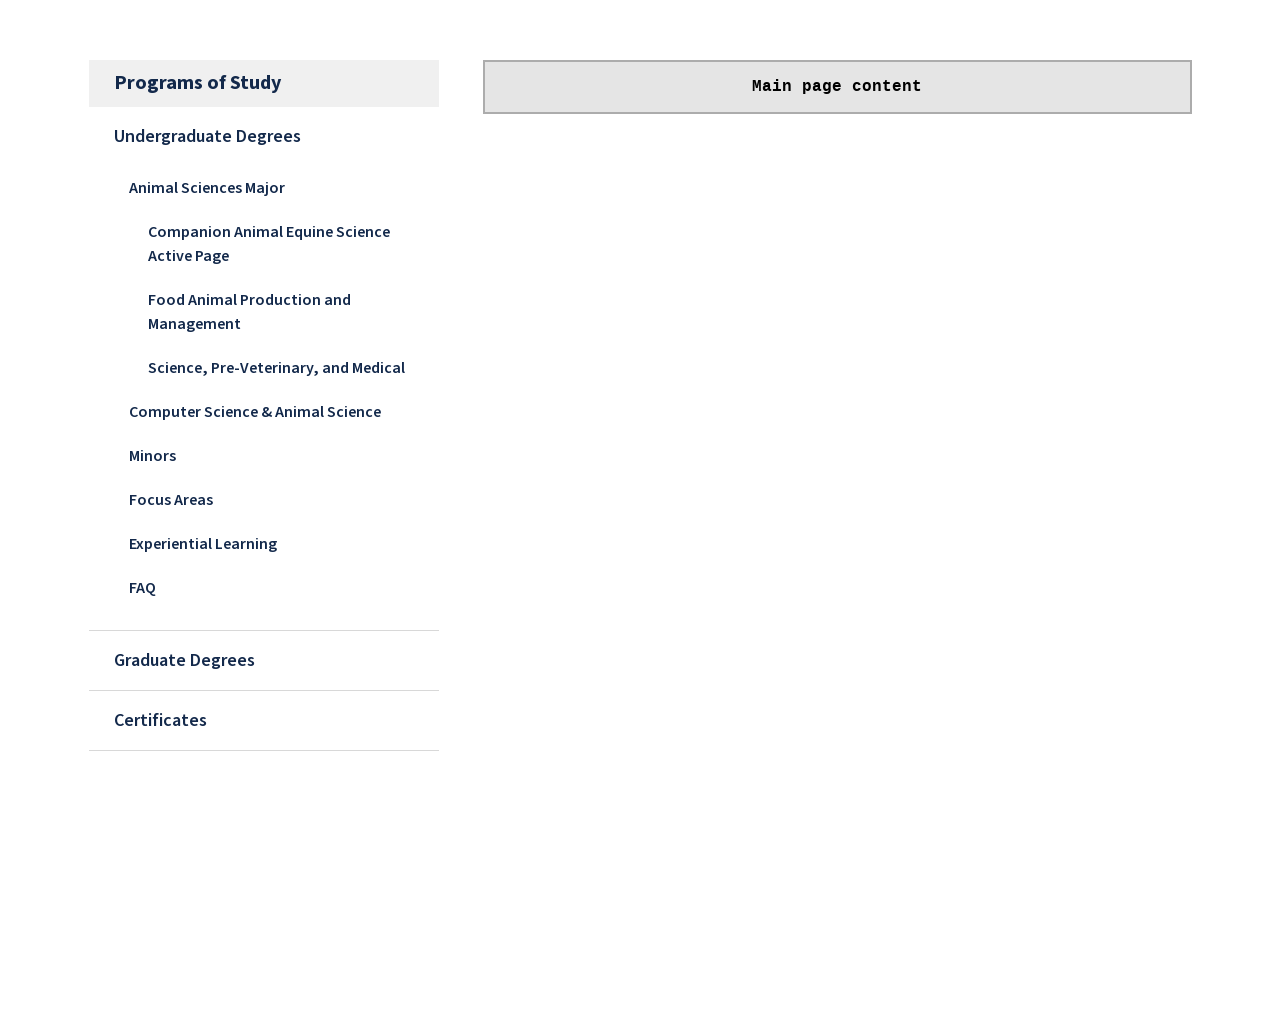 Programs of Study
Main page content
Undergraduate Degrees
Animal Sciences Major
Companion Animal Equine Science
Active Page
Food Animal Production and
Management
Science, Pre-Veterinary, and Medical
Computer Science & Animal Science
Minors
Focus Areas
Experiential Learning
FAQ
Graduate Degrees
Certificates